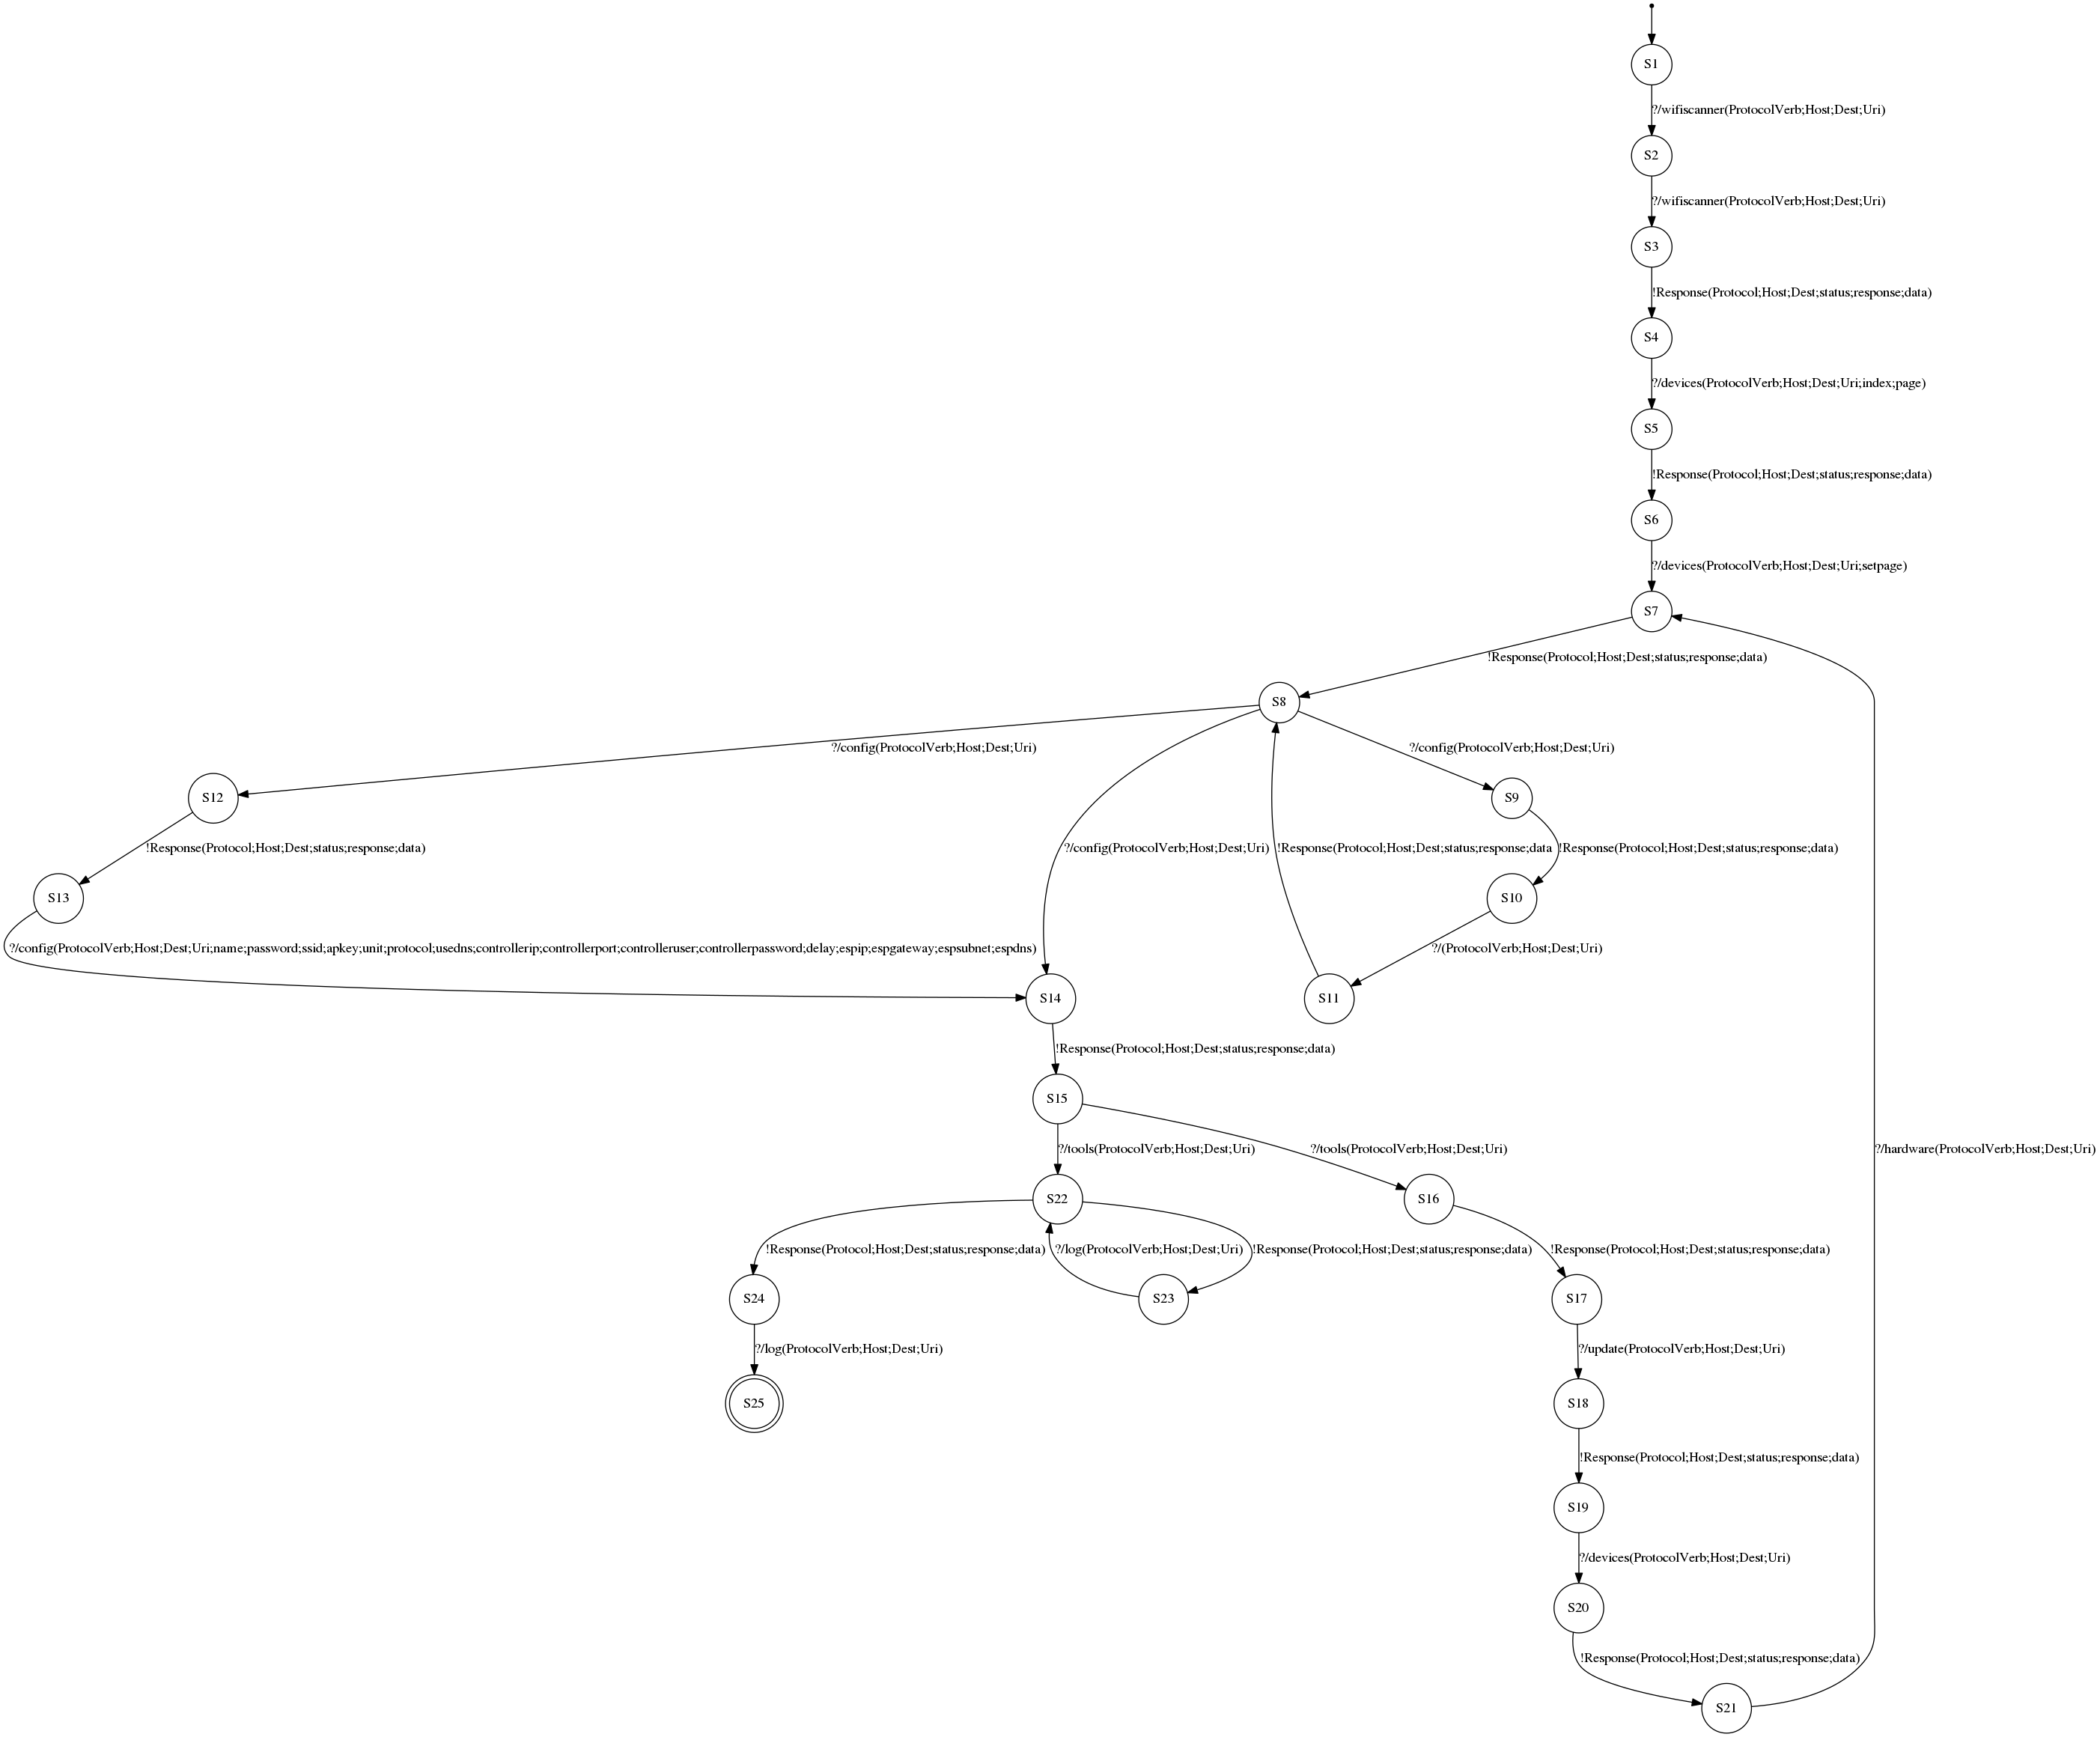 S1
?/wifiscanner(ProtocolVerb;Host;Dest;Uri)
S2
?/wifiscanner(ProtocolVerb;Host;Dest;Uri)
S3
!Response(Protocol;Host;Dest;status;response;data)
S4
?/devices(ProtocolVerb;Host;Dest;Uri;index;page)
S5
!Response(Protocol;Host;Dest;status;response;data)
S6
?/devices(ProtocolVerb;Host;Dest;Uri;setpage)
S7
!Response(Protocol;Host;Dest;status;response;data)
S8
?/config(ProtocolVerb;Host;Dest;Uri)
?/config(ProtocolVerb;Host;Dest;Uri)
S12
S9
!Response(Protocol;Host;Dest;status;response;data)
?/config(ProtocolVerb;Host;Dest;Uri)
!Response(Protocol;Host;Dest;status;response;data
!Response(Protocol;Host;Dest;status;response;data)
S13
S10
?/config(ProtocolVerb;Host;Dest;Uri;name;password;ssid;apkey;unit;protocol;usedns;controllerip;controllerport;controlleruser;controllerpassword;delay;espip;espgateway;espsubnet;espdns)
?/(ProtocolVerb;Host;Dest;Uri)
S14
S11
!Response(Protocol;Host;Dest;status;response;data)
S15
?/tools(ProtocolVerb;Host;Dest;Uri)
?/tools(ProtocolVerb;Host;Dest;Uri)
?/hardware(ProtocolVerb;Host;Dest;Uri)
S22
S16
!Response(Protocol;Host;Dest;status;response;data)
?/log(ProtocolVerb;Host;Dest;Uri)
!Response(Protocol;Host;Dest;status;response;data)
!Response(Protocol;Host;Dest;status;response;data)
S24
S23
S17
?/log(ProtocolVerb;Host;Dest;Uri)
?/update(ProtocolVerb;Host;Dest;Uri)
S25
S18
!Response(Protocol;Host;Dest;status;response;data)
S19
?/devices(ProtocolVerb;Host;Dest;Uri)
S20
!Response(Protocol;Host;Dest;status;response;data)
S21